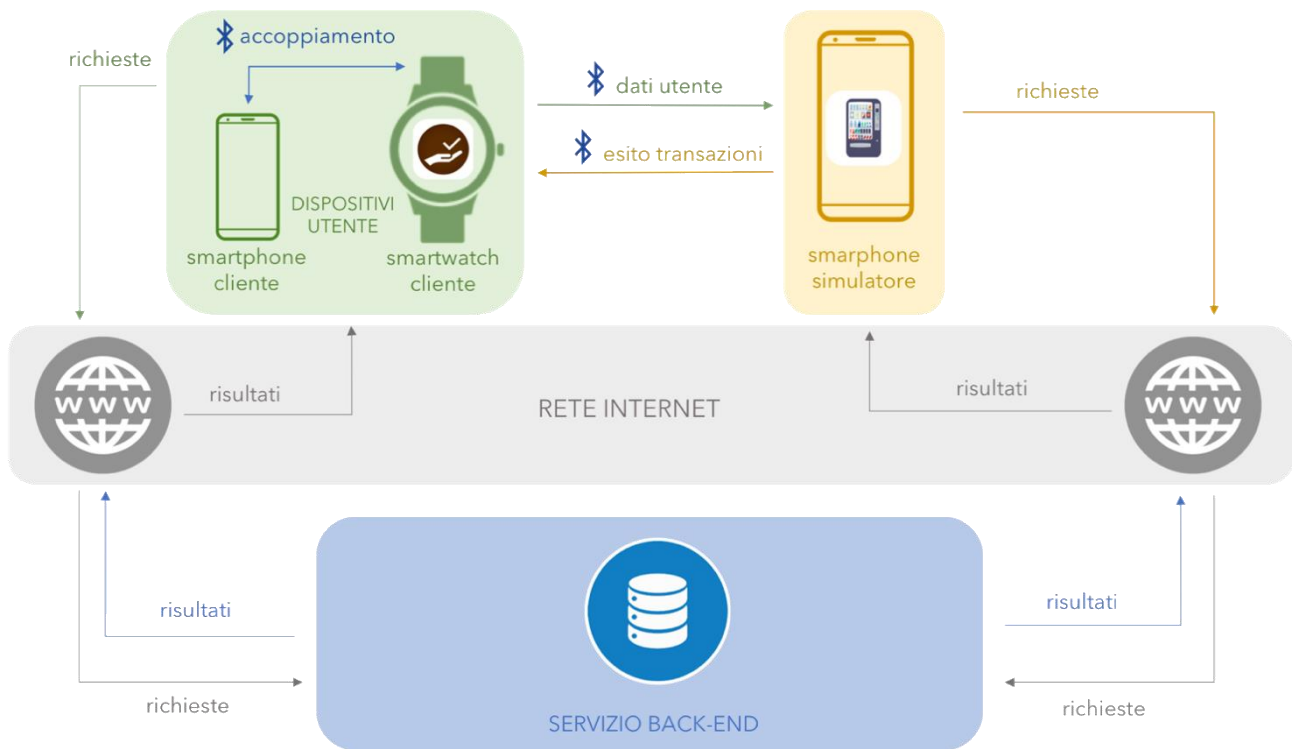 accoppiamento
richieste
dati utente
richieste
esito transazioni
DISPOSITIVI
UTENTE
smartphone
cliente
smartwatch
cliente
smarphone
simulatore
WWW
risultati
RETE INTERNET
risultati
WWW
risultati
risultati
richieste
richieste
SERVIZIO BACK-END